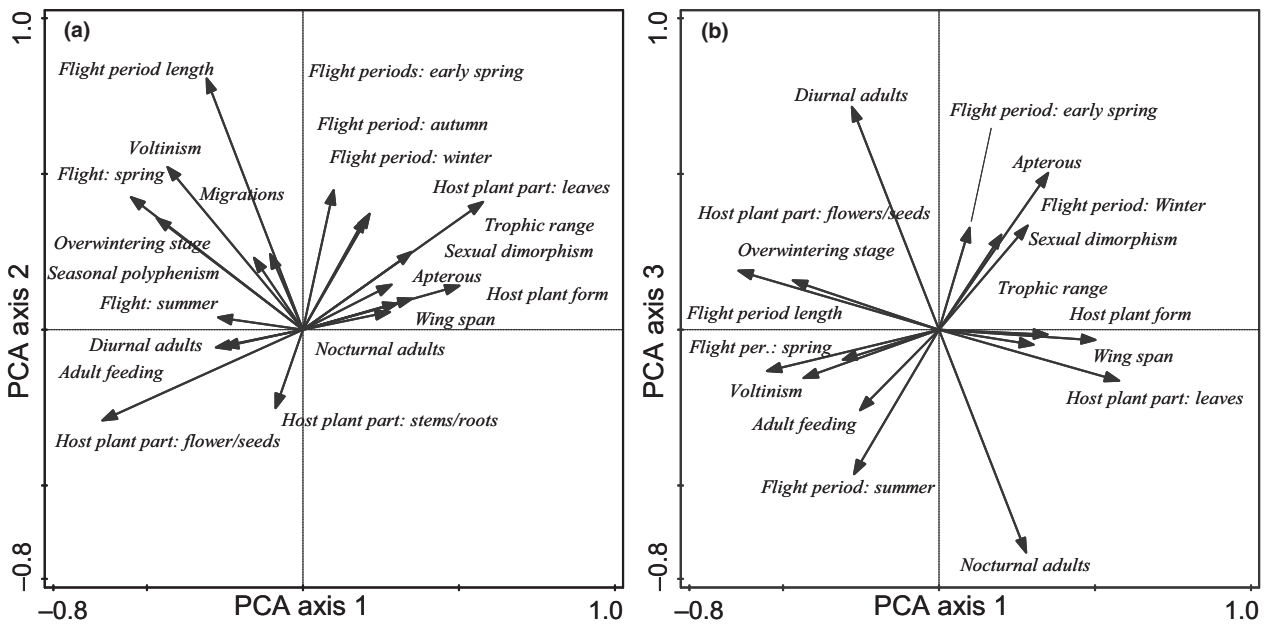 (a)
1.0
Flight period length
Flight periods: early spring
Flight period: autumn
Voltinism
Flight period: winter
Flight: spring
Migrations
Host plant part: leaves
Trophic range
Overwintering stage
Sexual dimorphism
Seasonal polyphenism
Apterous
Host plant form
Flight: summer
Wing span
Diurnal adults
Nocturnal adults
Adult feeding
Host plant part: stems/roots
Host plant part: flower/seeds
PCA axis 2
–0.8
–0.8
PCA axis 1
1.0
(b)
1.0
Diurnal adults
Flight period: early spring
Apterous
Host plant part: flowers/seeds
Flight period: Winter
Sexual dimorphism
Overwintering stage
Trophic range
Flight period length
Host plant form
Flight per.: spring
Wing span
Voltinism
Host plant part: leaves
Adult feeding
Flight period: summer
Nocturnal adults
PCA axis 3
–0.8
–0.8
PCA axis 1
1.0